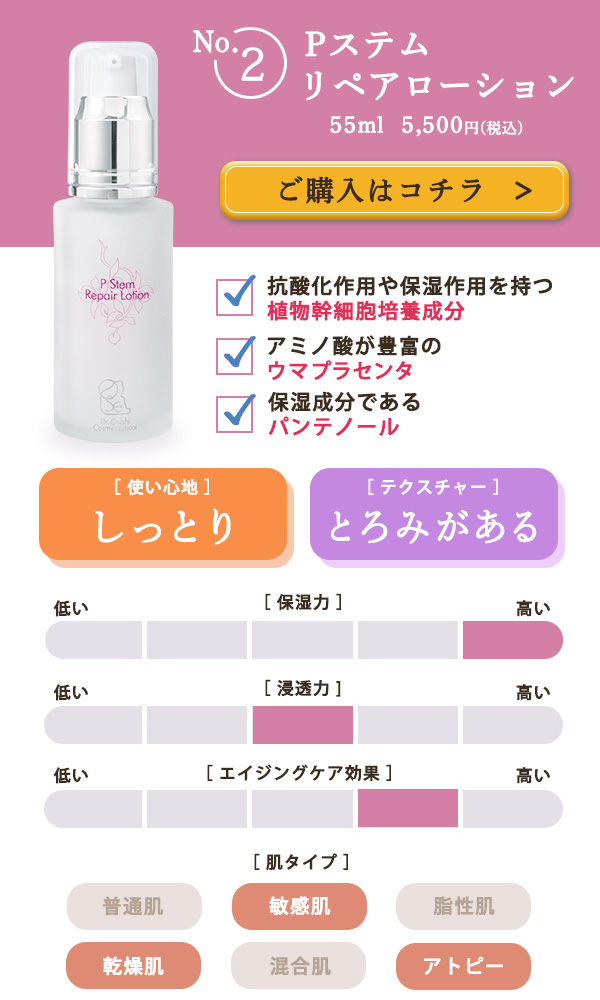 No.2
Pステム
リペアローション
55ml 5,500円(税込)
ご購入はコチラ >
P Stem
Repair Lotion
Dr.Onishi
Cosmeceutical
抗酸化作用や保湿作用を持つ
植物幹細胞培養成分
アミノ酸が豊富の
ウマプラセンタ
保湿成分である
パンテノール
[ 使い心地 ]
しっとり
[ テクスチャー ]
とろみがある
[ 保湿力 ]
低い 高い
[ 浸透力 ]
低い 高い
[ エイジングケア効果 ]
低い 高い
[ 肌タイプ ]
普通肌 敏感肌 脂性肌
乾燥肌 混合肌 アトピー